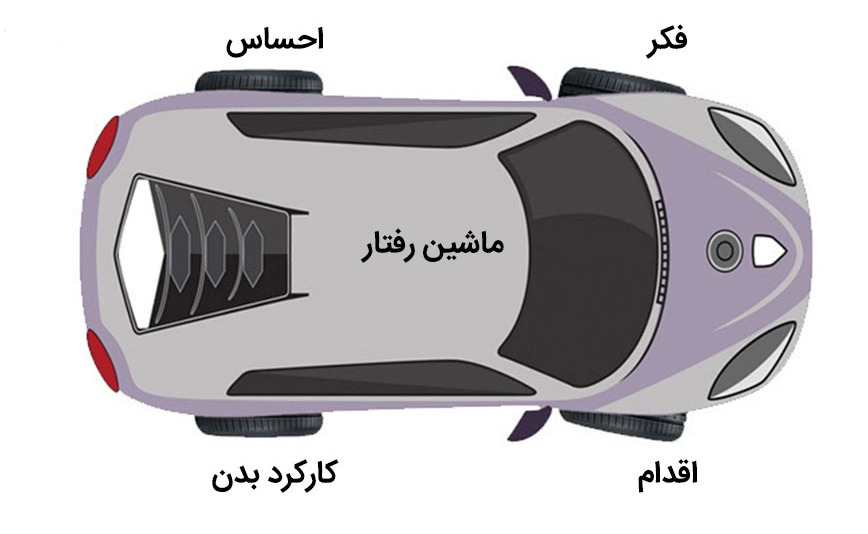 فکر
احساس
ماشین رفتار
اقدام
کارکرد بدن